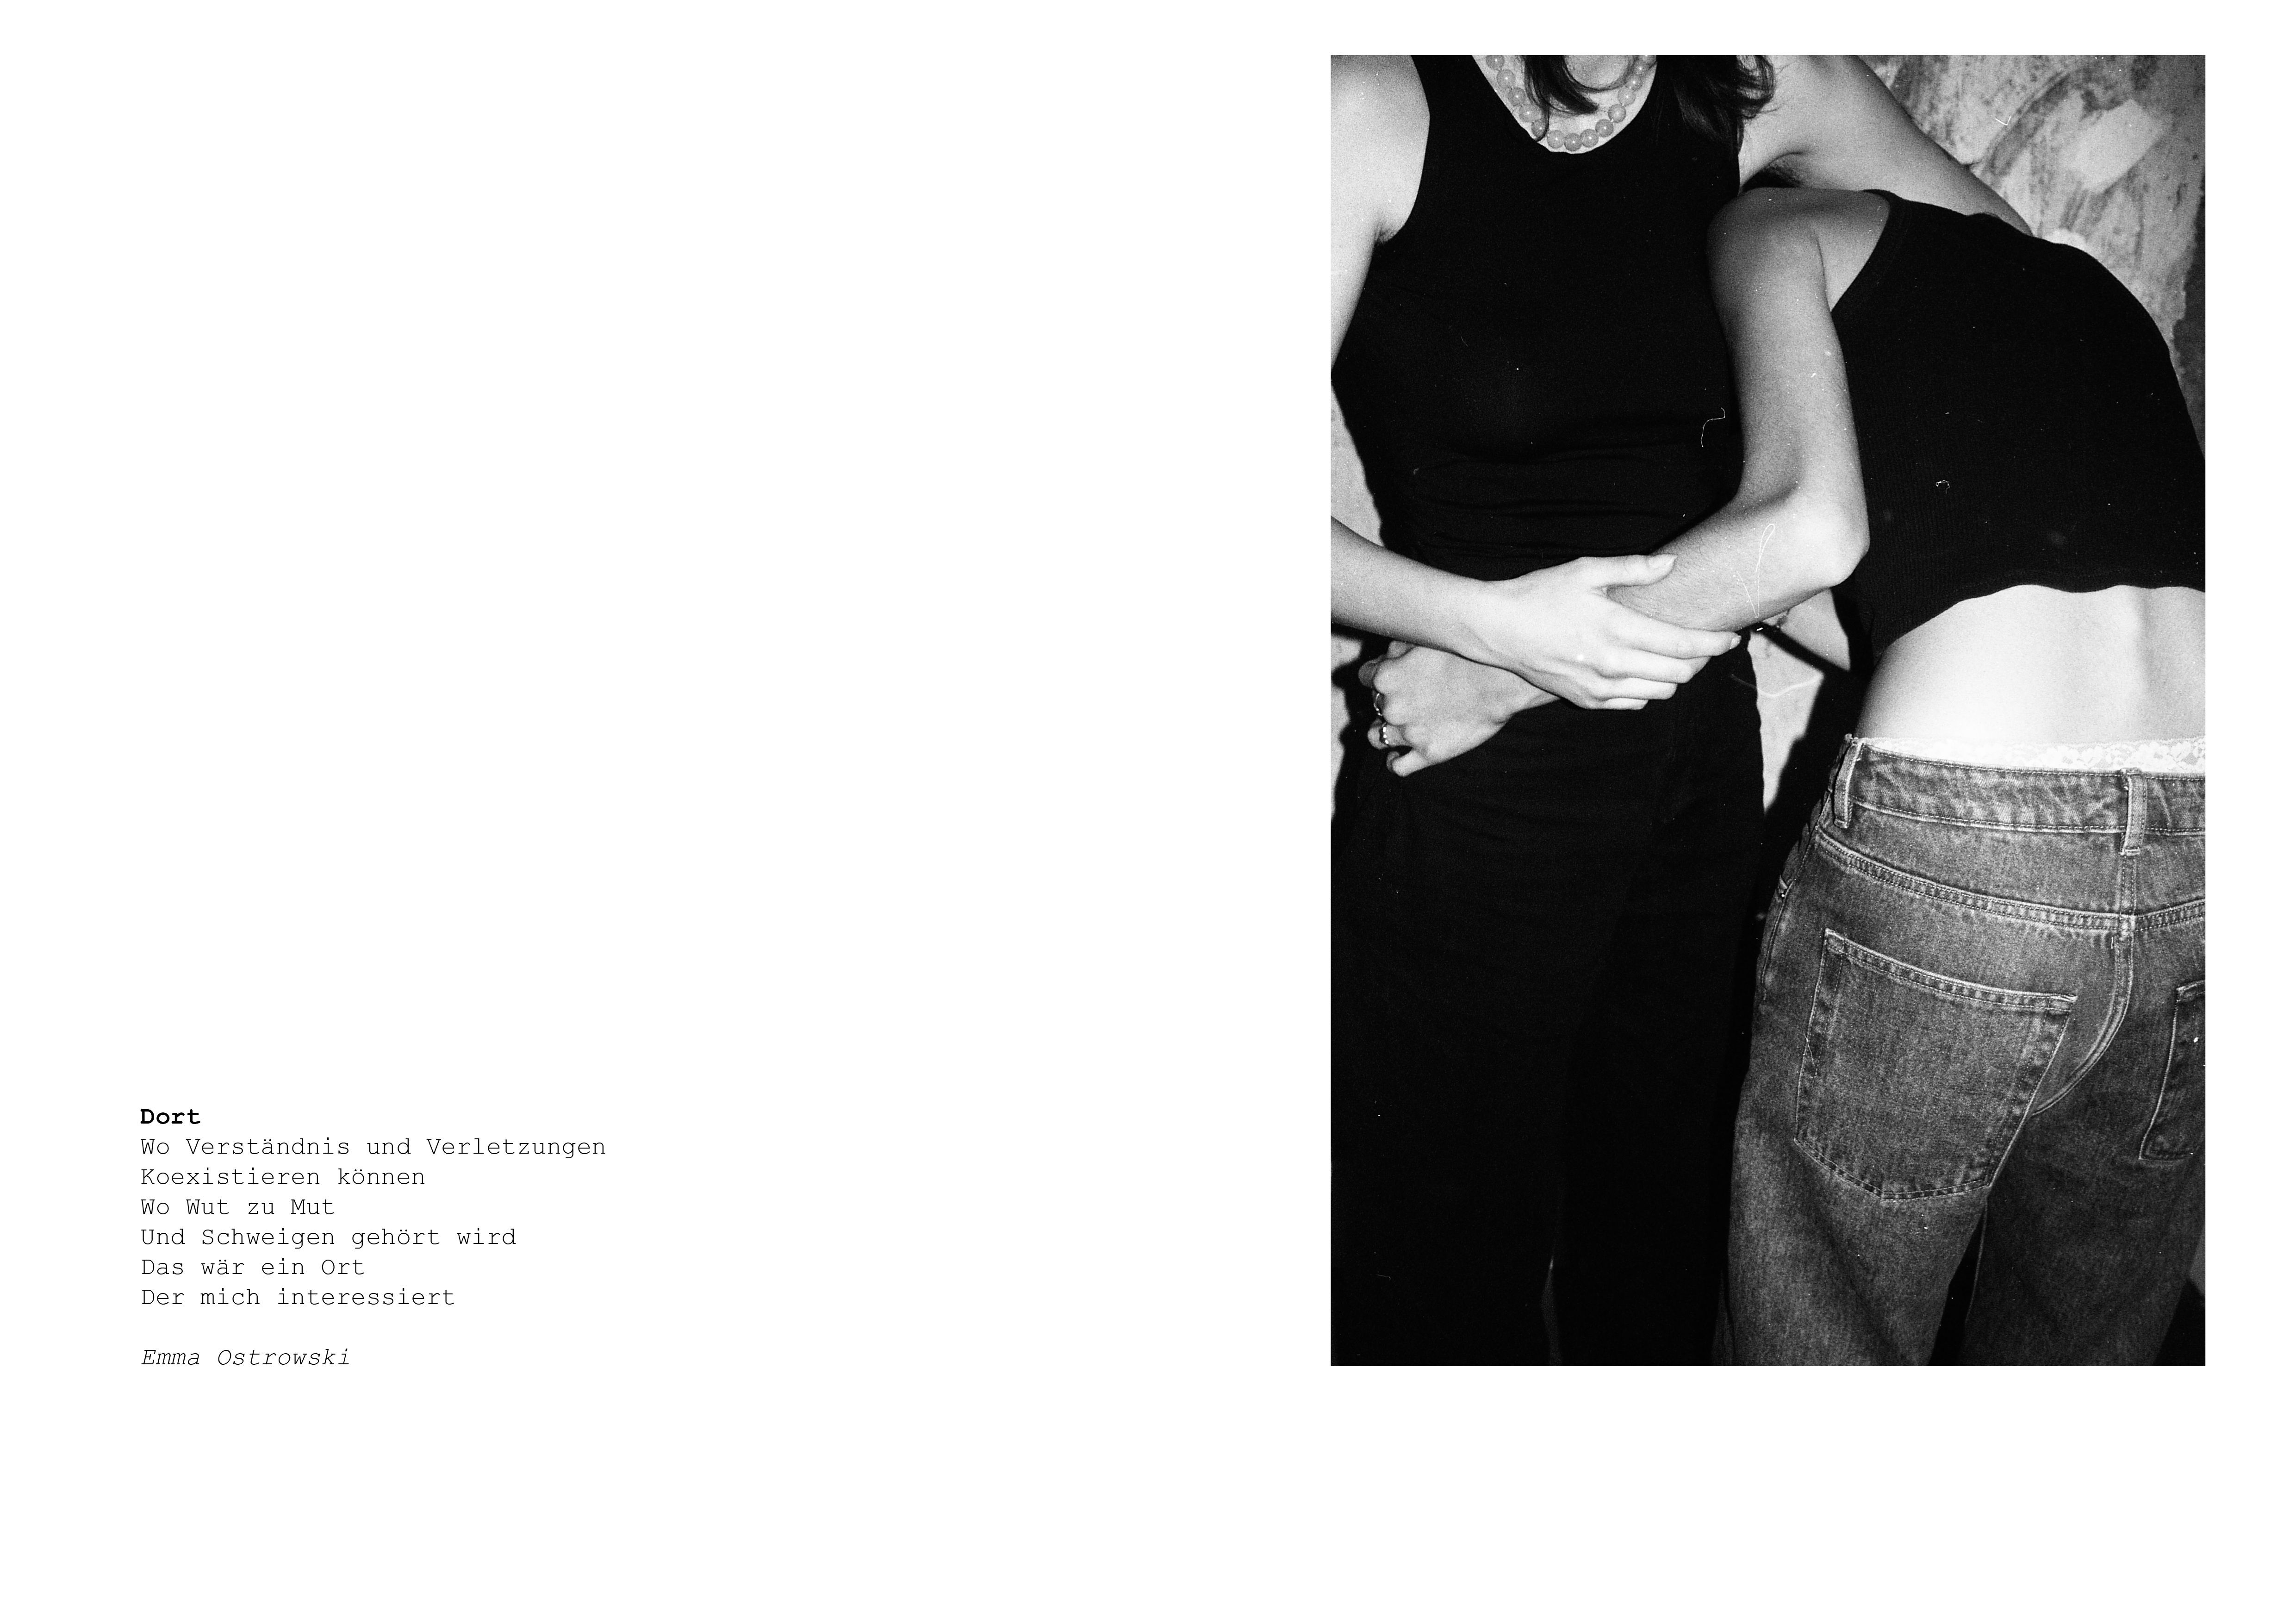 Dort
Wo Verständnis und Verletzungen
Koexistieren können
Wo Wut zu Mut
Und Schweigen gehört wird
Das wär ein Ort
Der mich interessiert
Emma Ostrowski